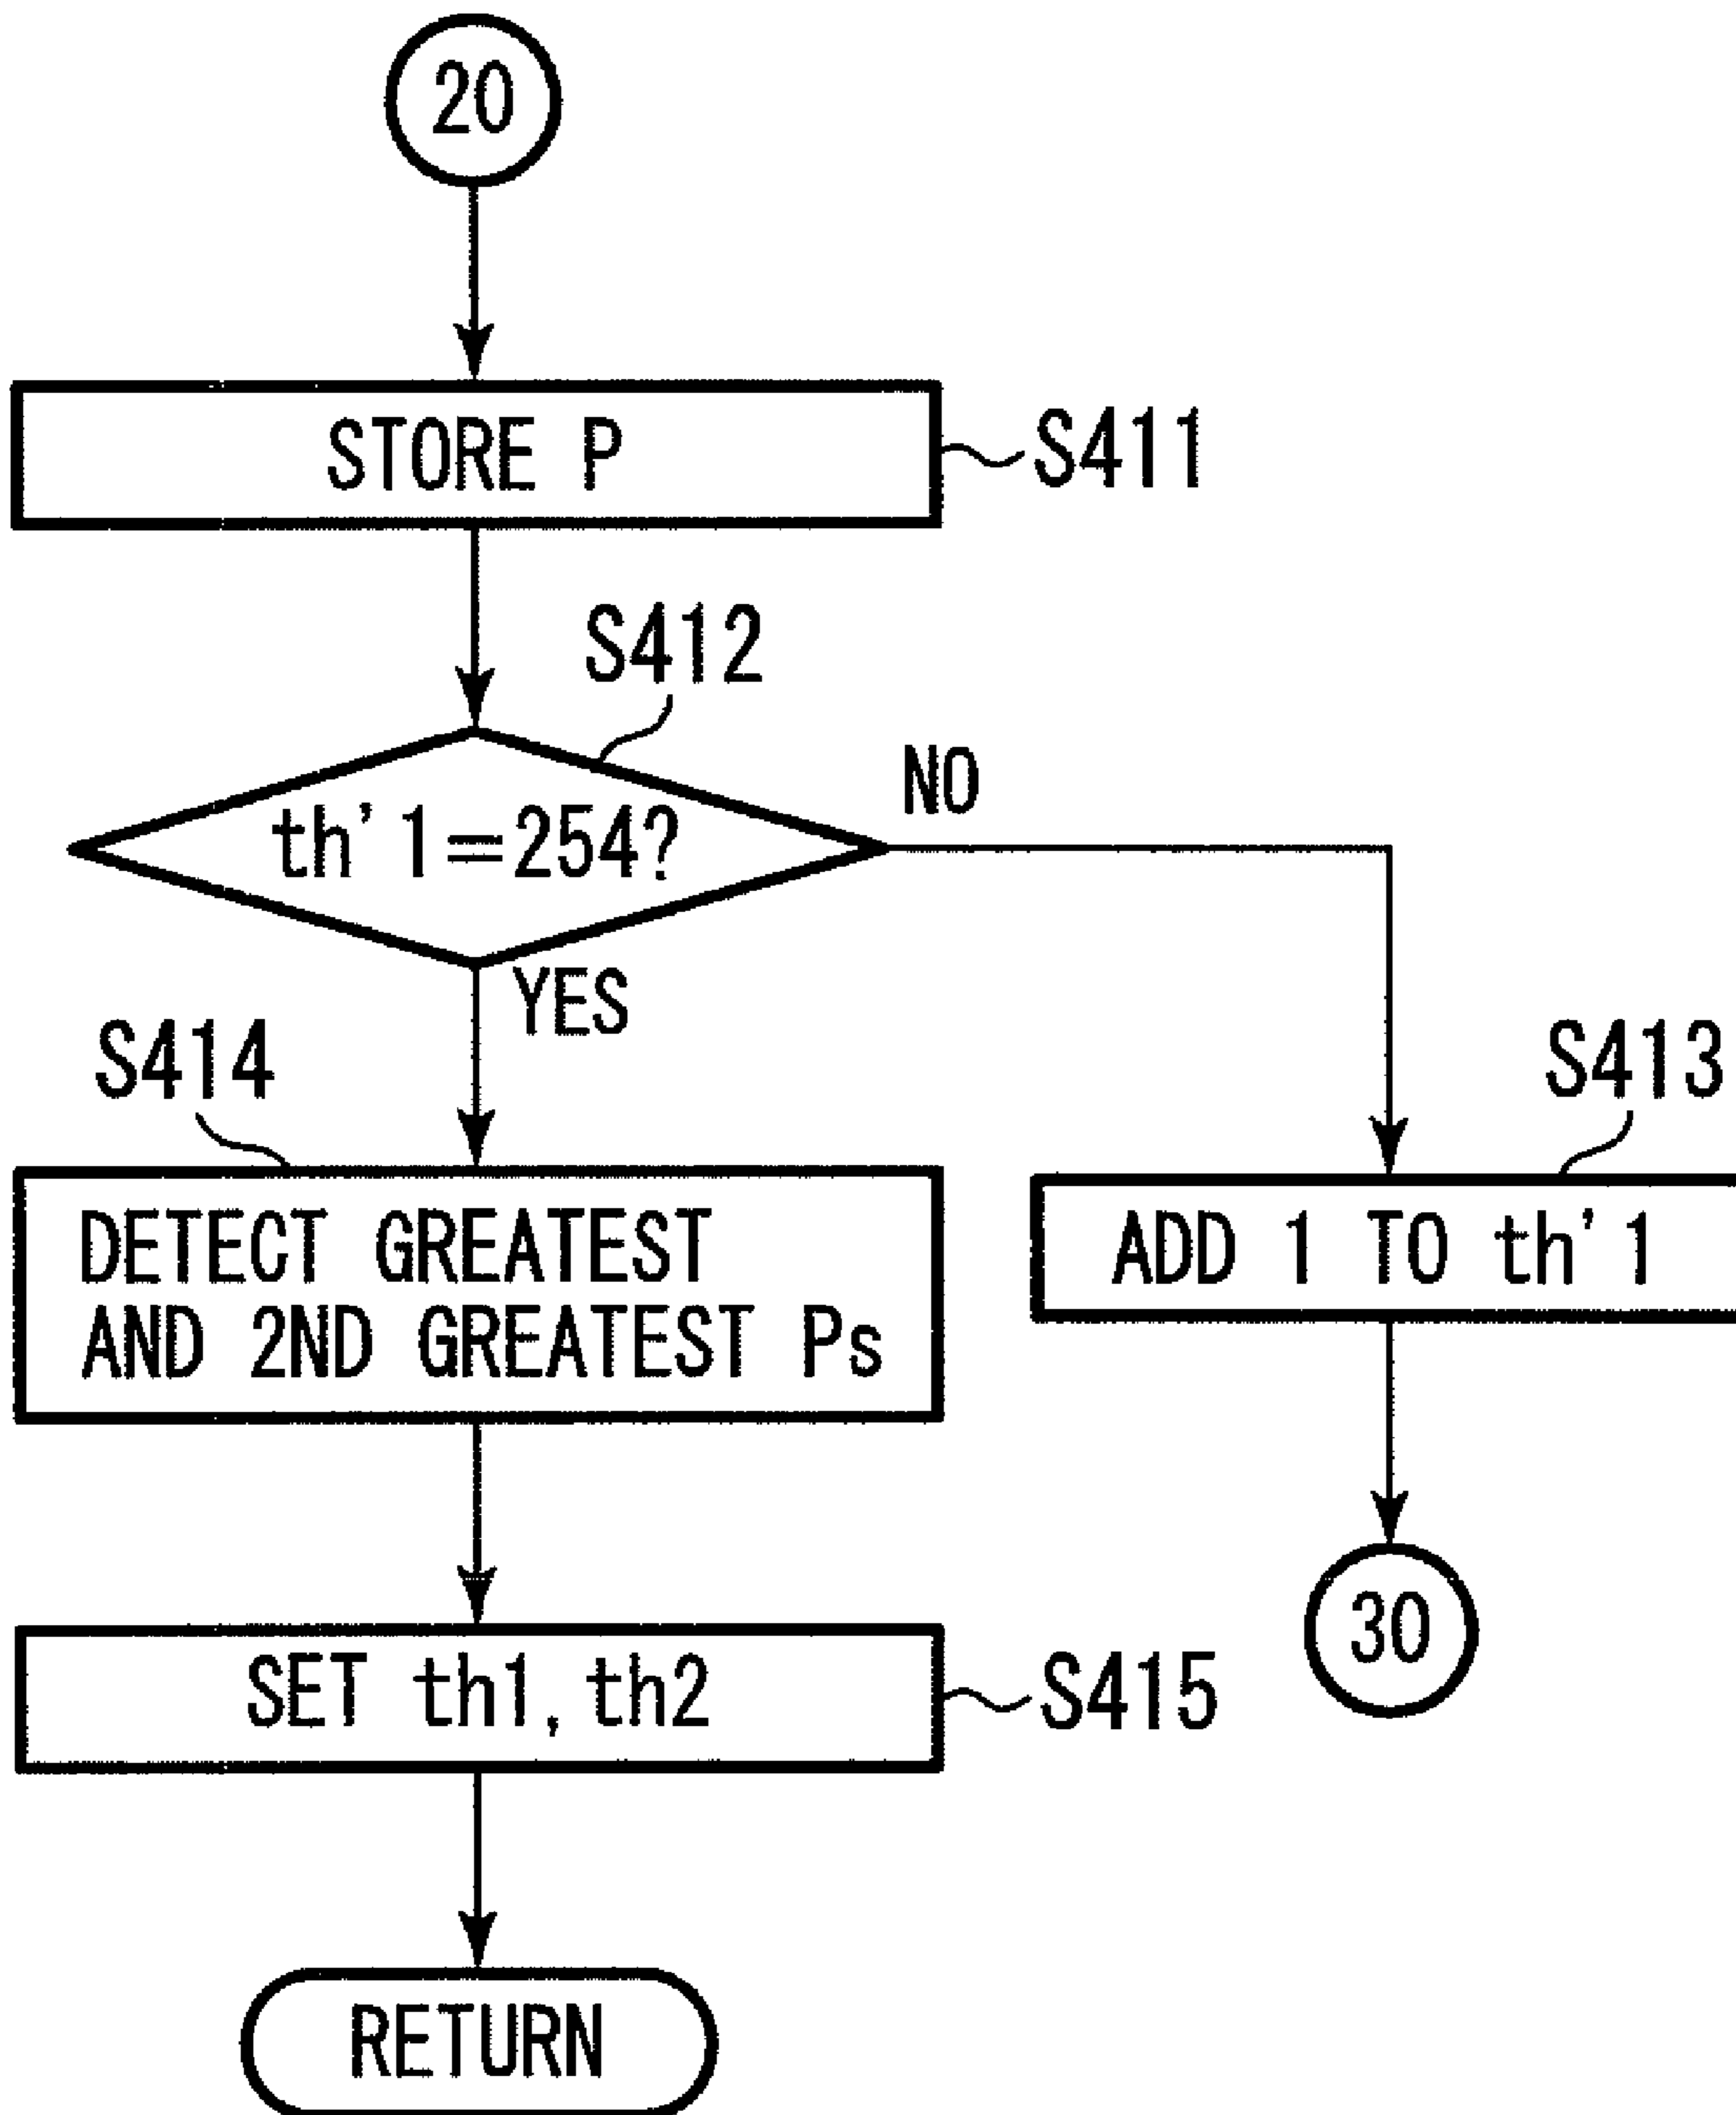 20
STORE P
S411
S412
th'1=254?
NO
YES
S414
S413
DETECT GREATEST
AND 2ND GREATEST Ps
ADD 1 TO th'1
30
SET th1, th2
S415
RETURN